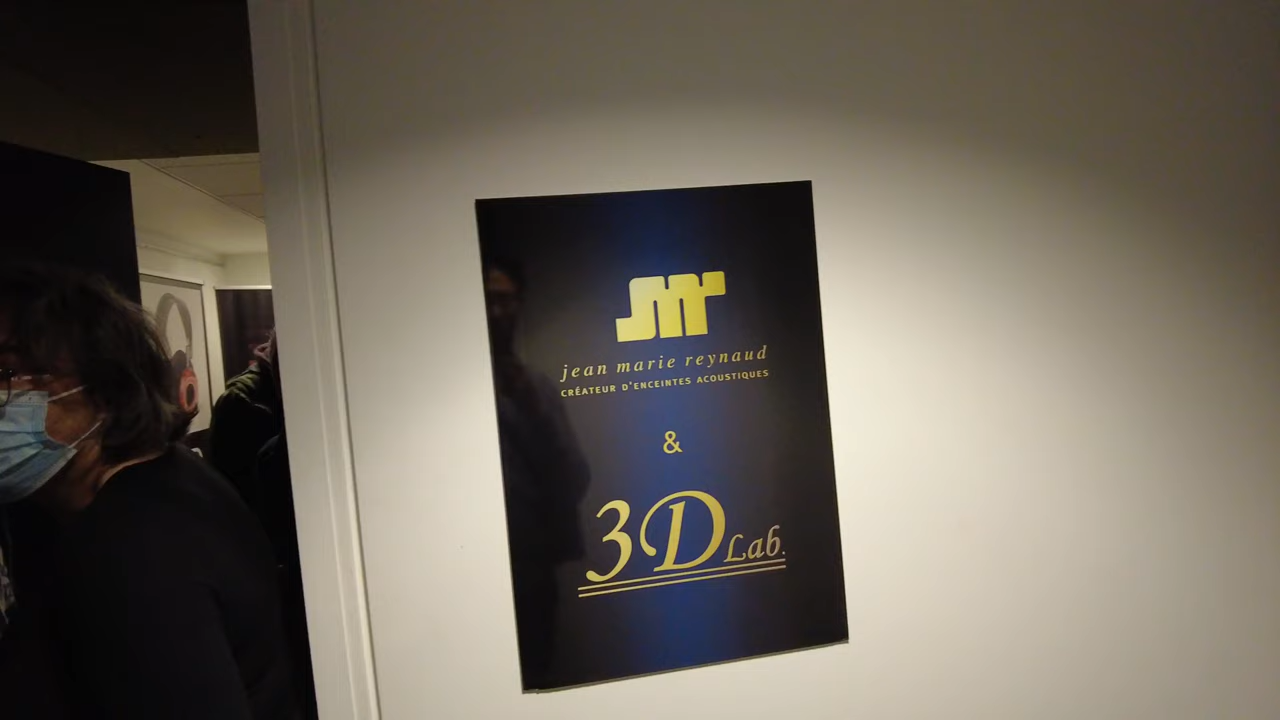 JMR
jean marie reynaud
CRÉATEUR D'ENCEINTES ACOUSTIQUES
&
3D Lab.